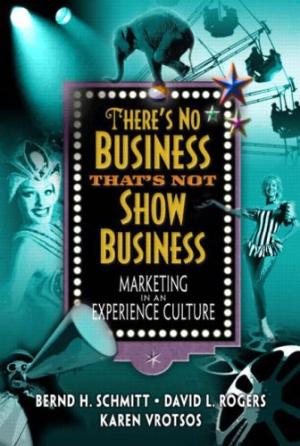 THERE'S NO
BUSINESS
THAT'S NOT
SHOW
BUSINESS
MARKETING
IN AN
EXPERIENCE CULTURE
BERND H. SCHMITT • DAVID L. ROGERS
KAREN VROTSOS